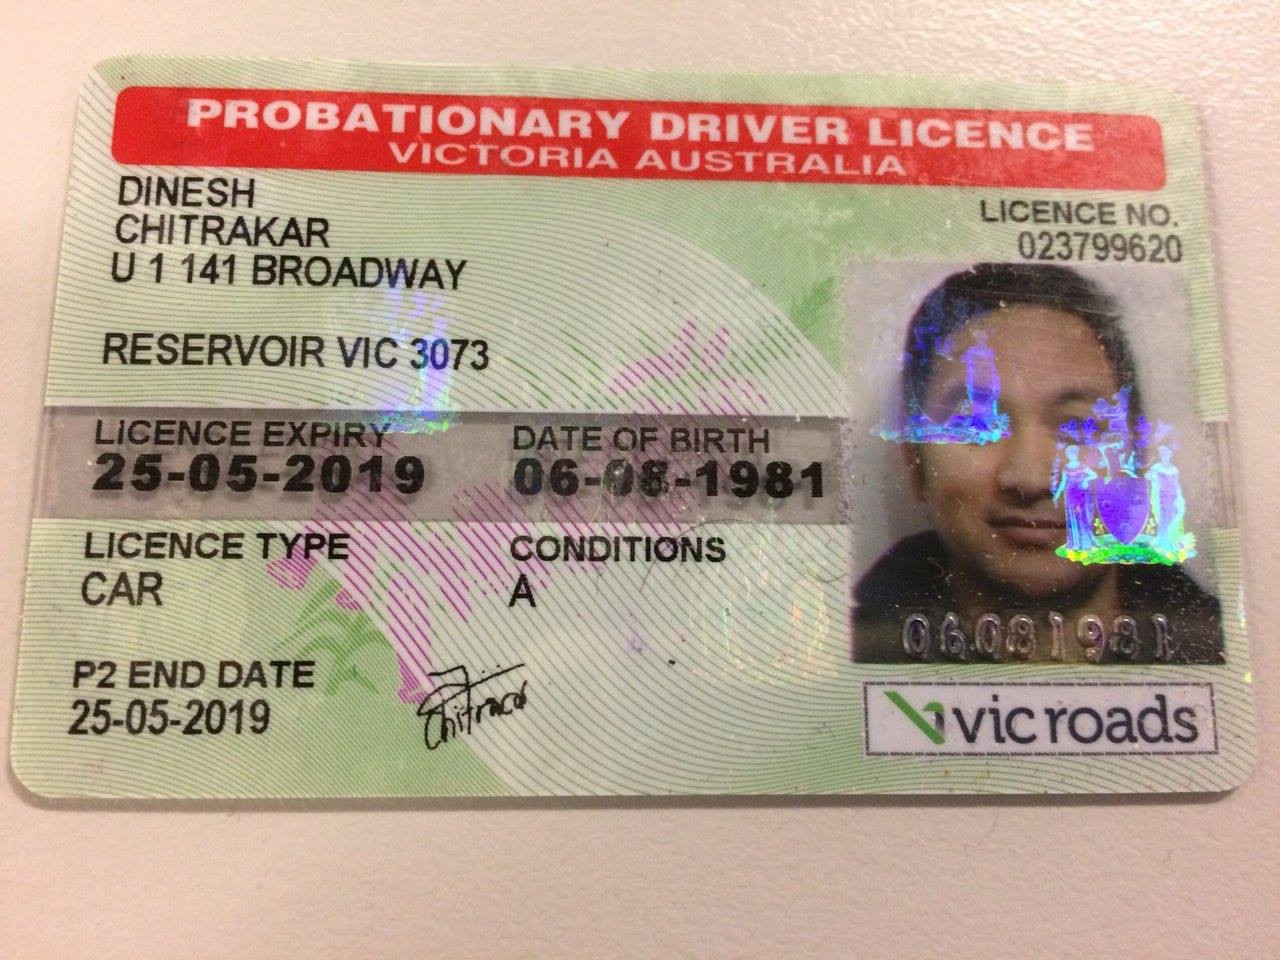 PROBATIONARY DRIVER LICENCE
VICTORIA AUSTRALIA
DINESH
CHITRAKAR
U 1 141 BROADWAY
RESERVOIR VIC 3073
LICENCE NO.
023799620
LICENCE EXPIRY
25-05-2019
DATE OF BIRTH
06-08-1981
LICENCE TYPE
CAR
CONDITIONS
A
P2 END DATE
25-05-2019
06081981
vic roads